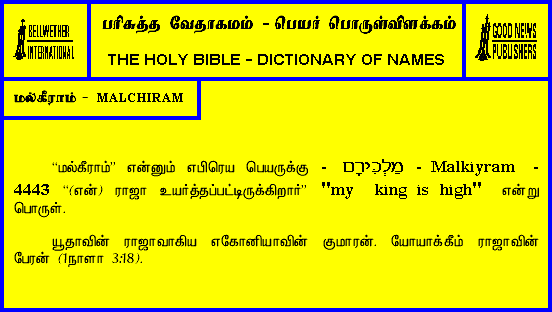 BELLWETHER
INTERNATIONAL
பரிசுத்த வேதாகமம் - பெயர் பொருள்விளக்கம்
THE HOLY BIBLE - DICTIONARY OF NAMES
GOOD NEWS
PUBLISHERS
மல்கீராம் - MALCHIRAM
“மல்கீராம்” என்னும் எபிரெய பெயருக்கு - מַלְכִּירָם - Malkiyram -
4443 “(என்) ராஜா உயர்த்தப்பட்டிருக்கிறார்” "my king is high" என்று
பொருள்.
யூதாவின் ராஜாவாகிய எகோனியாவின் குமாரன். யோயாக்கீம் ராஜாவின்
பேரன் (1நாளா 3:18).